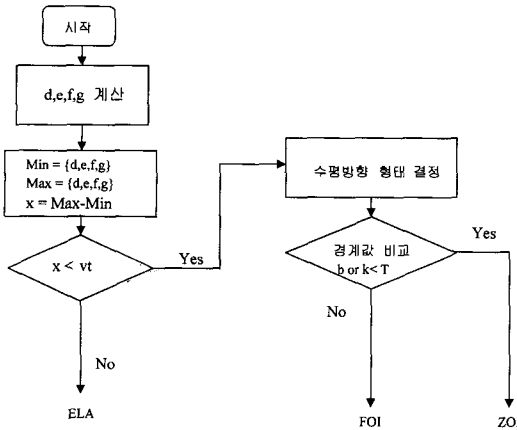 시작
d,e,f,g 계산
Min = {d,e,f,g}
Max = {d,e,f,g}
x = Max-Min
x < vt
Yes
No
ELA
수평방향 형태 결정
경계값 비교
b or k< T
Yes
No
FOI
ZO